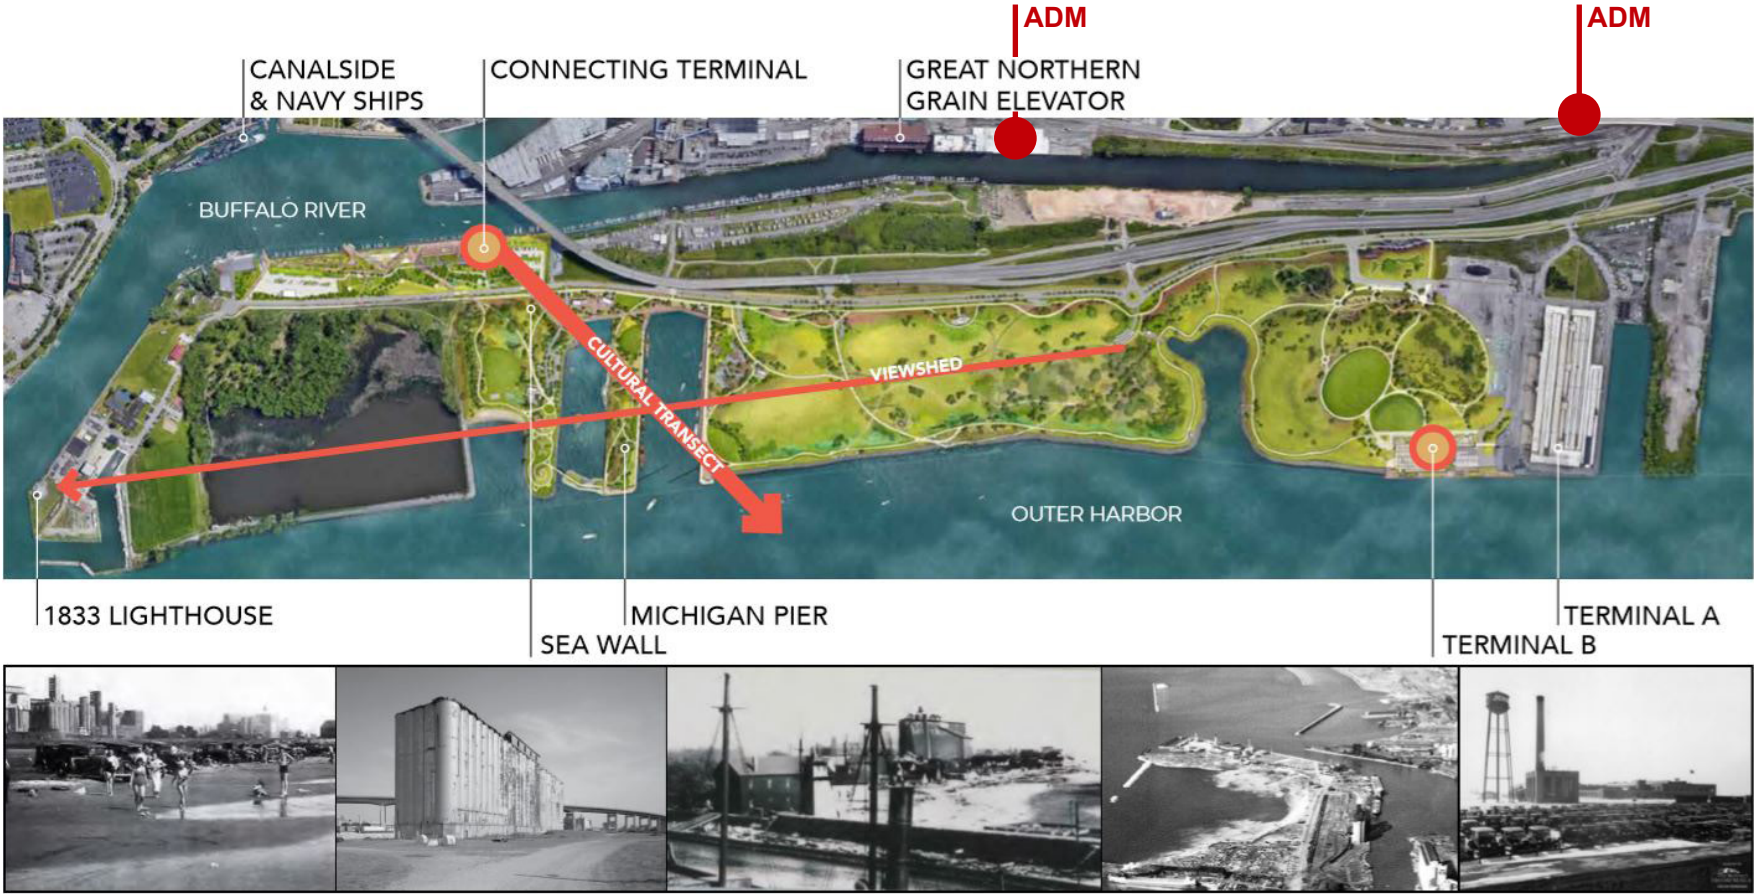 ADM
ADM
CANALSIDE
& NAVY SHIPS
CONNECTING TERMINAL
GREAT NORTHERN
GRAIN ELEVATOR
BUFFALO RIVER
CULTURAL TRANSECT
VIEWSHED
OUTER HARBOR
1833 LIGHTHOUSE
SEA WALL
MICHIGAN PIER
TERMINAL B
TERMINAL A